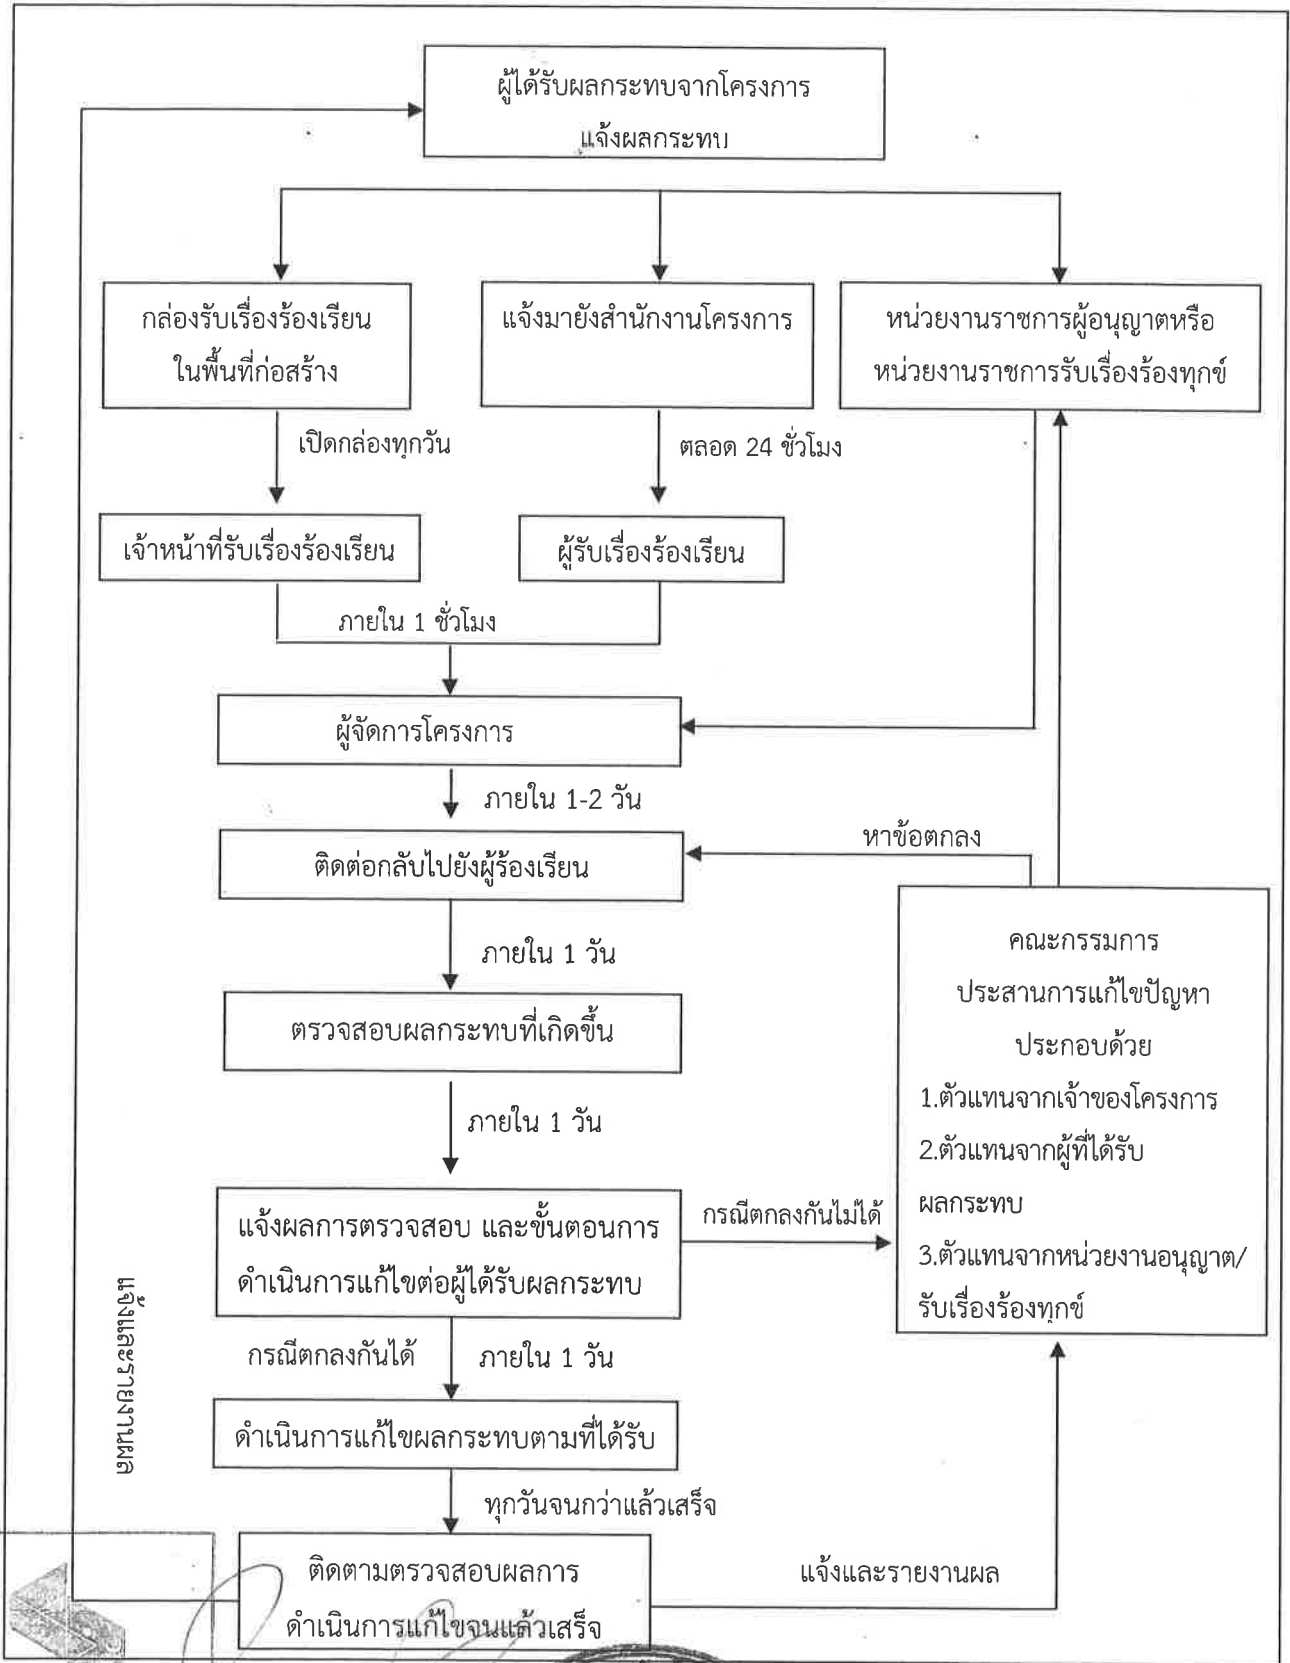 ผู้ได้รับผลกระทบจากโครงการ
แจ้งผลกระทบ
กล่องรับเรื่องร้องเรียน
ในพื้นที่ก่อสร้าง
แจ้งมายังสำนักงานโครงการ
หน่วยงานราชการผู้อนุญาตหรือ
หน่วยงานราชการรับเรื่องร้องทุกข์
เปิดกล่องทุกวัน
ตลอด 24 ชั่วโมง
เจ้าหน้าที่รับเรื่องร้องเรียน
ผู้รับเรื่องร้องเรียน
ภายใน 1 ชั่วโมง
ผู้จัดการโครงการ
ภายใน 1-2 วัน
หาข้อตกลง
ติดต่อกลับไปยังผู้ร้องเรียน
ภายใน 1 วัน
คณะกรรมการ
ประสานการแก้ไขปัญหา
ประกอบด้วย
1.ตัวแทนจากเจ้าของโครงการ
2.ตัวแทนจากผู้ที่ได้รับ
ผลกระทบ
3.ตัวแทนจากหน่วยงานอนุญาต/
รับเรื่องร้องทุกข์
ตรวจสอบผลกระทบที่เกิดขึ้น
ภายใน 1 วัน
แจ้งผลการตรวจสอบ และขั้นตอนการ
ดำเนินการแก้ไขต่อผู้ได้รับผลกระทบ
กรณีตกลงกันไม่ได้
กรณีตกลงกันได้
ภายใน 1 วัน
แจ้งและรายงานผล
ดำเนินการแก้ไขผลกระทบตามที่ได้รับ
ทุกวันจนกว่าแล้วเสร็จ
ติดตามตรวจสอบผลการ
ดำเนินการแก้ไขจนแล้วเสร็จ
แจ้งและรายงานผล